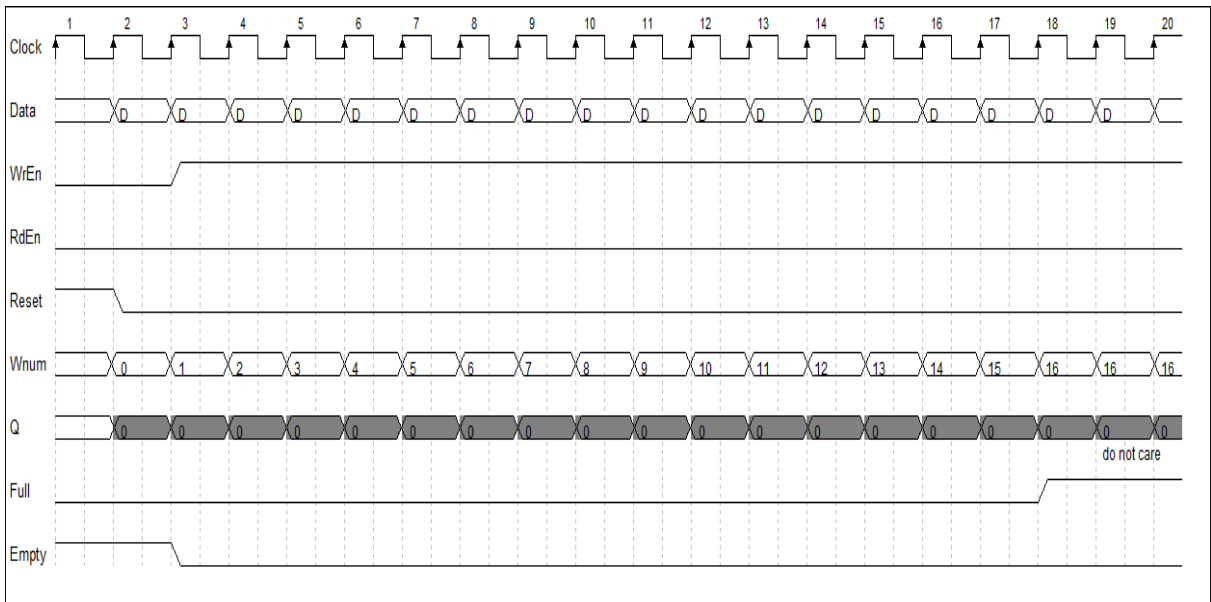 1 2 3 4 5 6 7 8 9 10 11 12 13 14 15 16 17 18 19 20
Clock
Data D D D D D D D D D D D D D D D D D D
WrEn
RdEn
Reset
Wnum 0 1 2 3 4 5 6 7 8 9 10 11 12 13 14 15 16 16 16
Q 0 0 0 0 0 0 0 0 0 0 0 0 0 0 0 0 0 0 0
do not care
Full
Empty